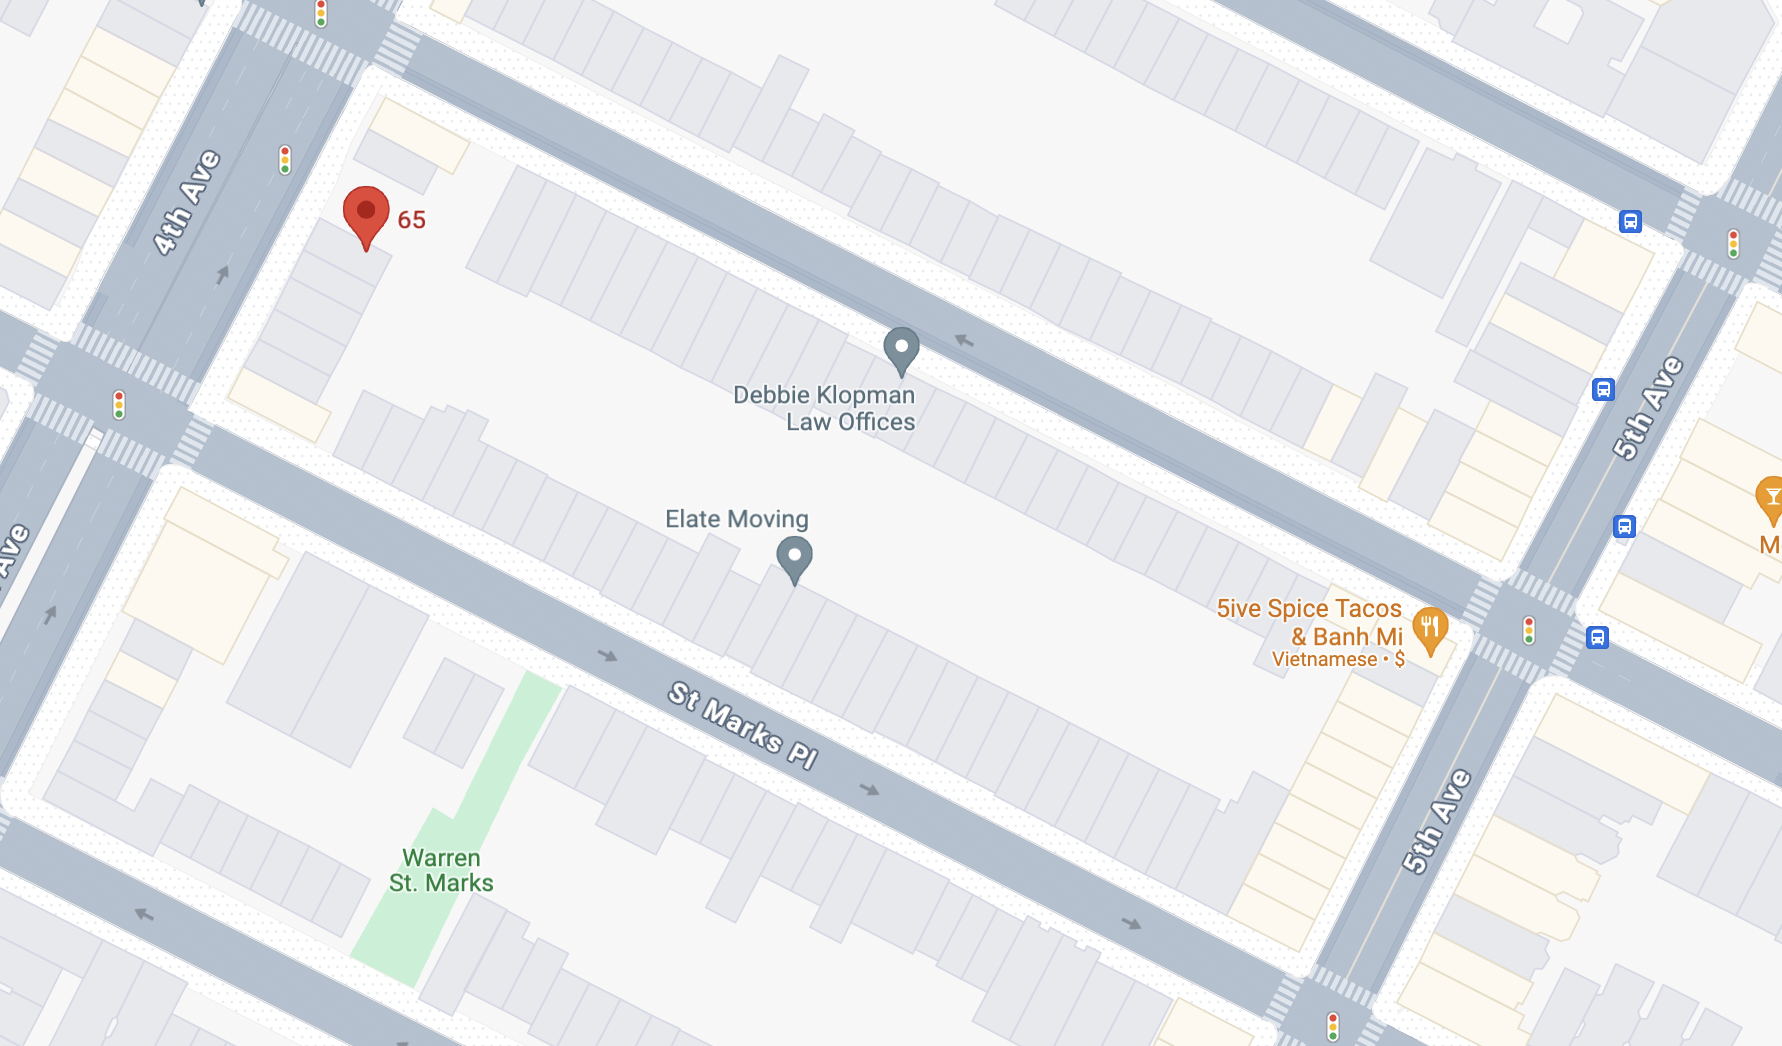 4th Ave
65
Debbie Klopman
Law Offices
5th Ave
Elate Moving
Ave
M
5ive Spice Tacos
& Banh Mi
Vietnamese • $
St Marks Pl
5th Ave
Warren
St. Marks